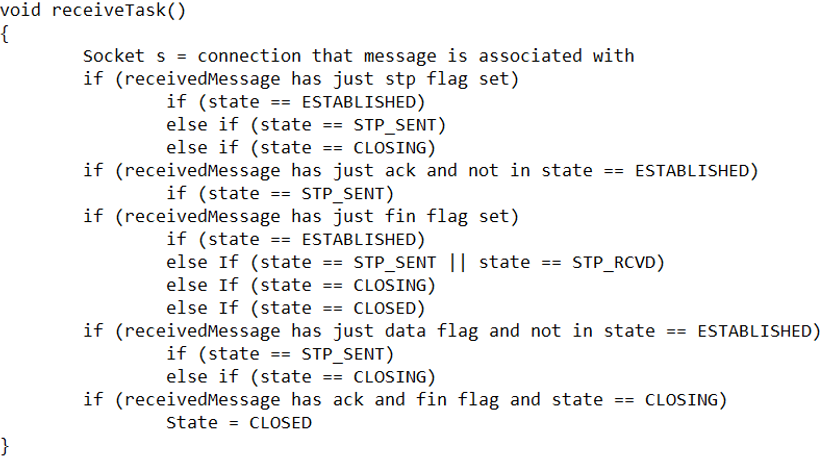 void receiveTask()
{
        Socket s = connection that message is associated with
        if (receivedMessage has just stp flag set)
                if (state == ESTABLISHED)
                else if (state == STP_SENT)
                else if (state == CLOSING)
        if (receivedMessage has just ack and not in state == ESTABLISHED)
                if (state == STP_SENT)
        if (receivedMessage has just fin flag set)
                if (state == ESTABLISHED)
                else If (state == STP_SENT || state == STP_RCVD)
                else If (state == CLOSING)
                else If (state == CLOSED)
        if (receivedMessage has just data flag and not in state == ESTABLISHED)
                if (state == STP_SENT)
                else if (state == CLOSING)
        if (receivedMessage has ack and fin flag and state == CLOSING)
                State = CLOSED
}